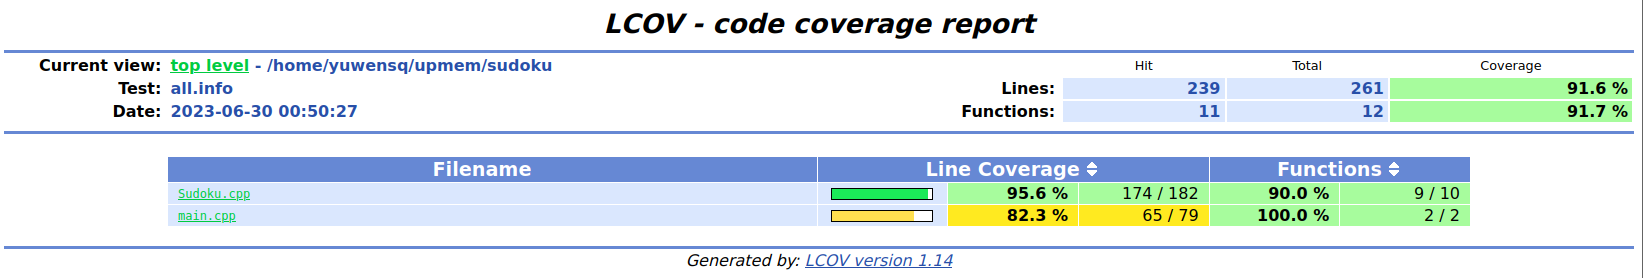 LCOV - code coverage report
Current view: top level - /home/yuwensq/upmem/sudoku Hit Total Coverage
Test: all.info Lines: 239 261 91.6 %
Date: 2023-06-30 00:50:27 Functions: 11 12 91.7 %
Filename Line Coverage Functions
Sudoku.cpp 95.6 % 174 / 182 90.0 % 9 / 10
main.cpp 82.3 % 65 / 79 100.0 % 2 / 2
Generated by: LCOV version 1.14